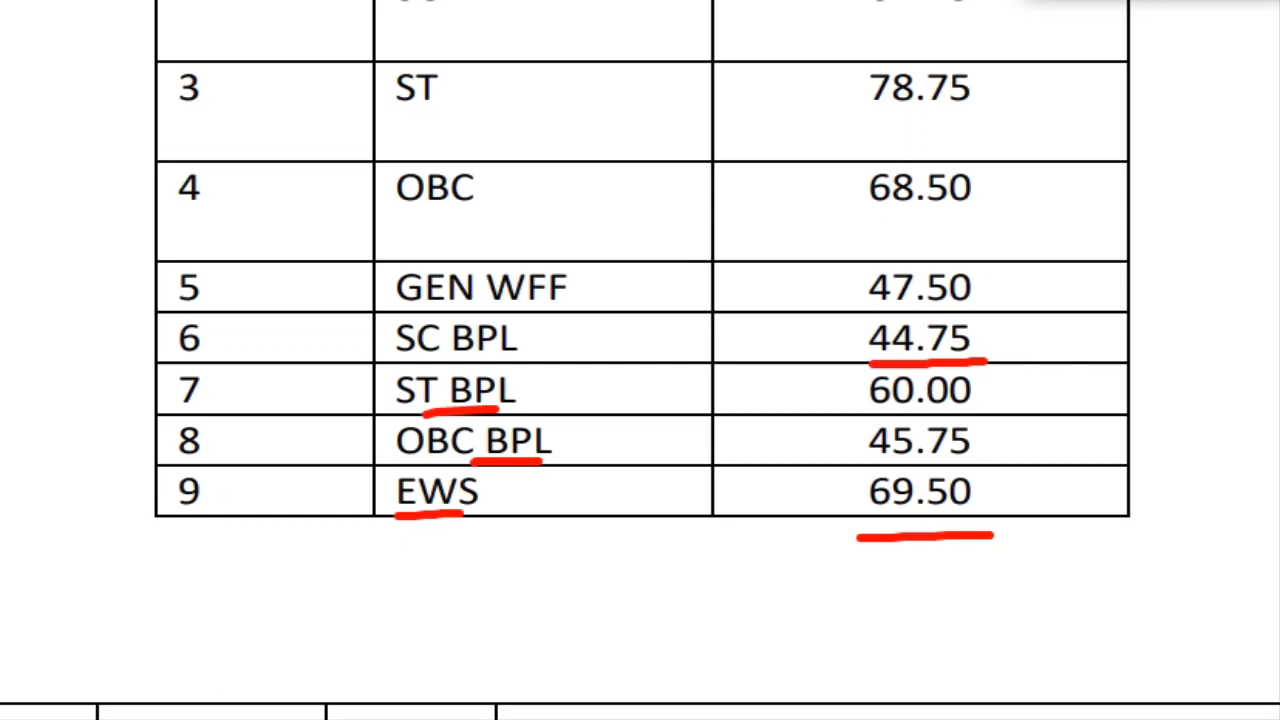 3 ST 78.75
4 OBC 68.50
5 GEN WFF 47.50
6 SC BPL 44.75
7 ST BPL 60.00
8 OBC BPL 45.75
9 EWS 69.50